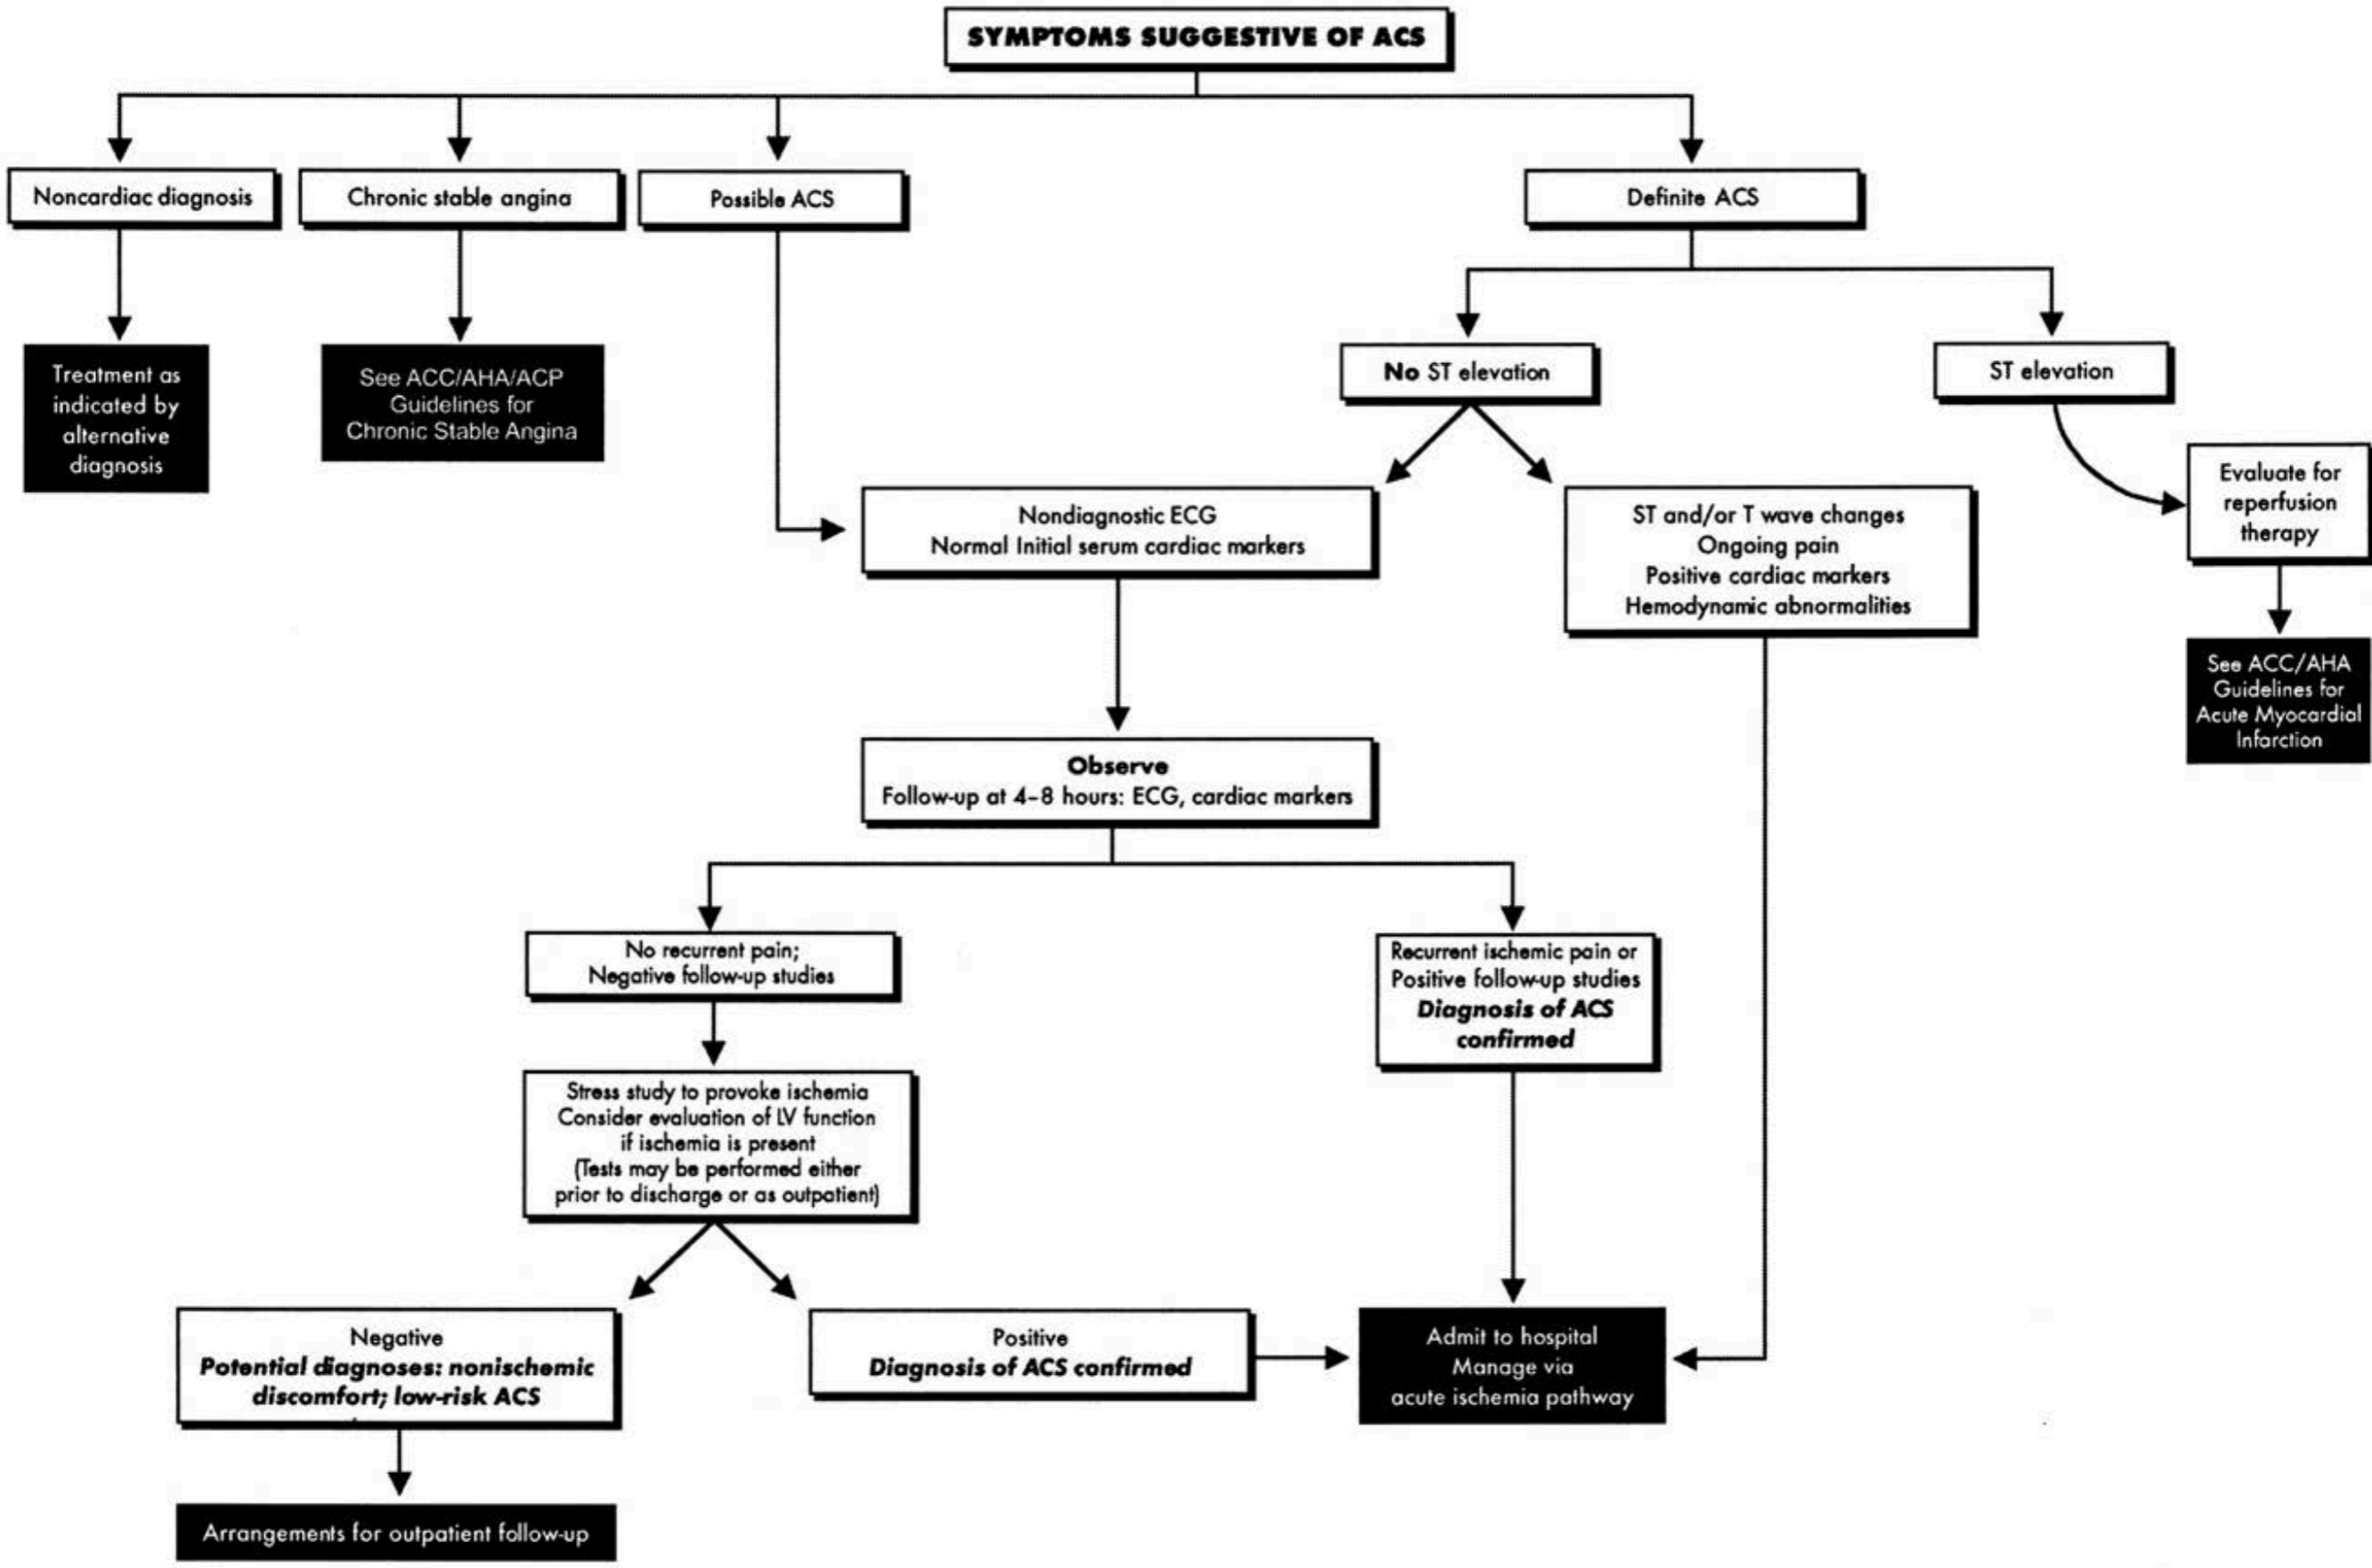 SYMPTOMS SUGGESTIVE OF ACS
Noncardiac diagnosis
Chronic stable angina
Possible ACS
Definite ACS
Treatment as
indicated by
alternative
diagnosis
See ACC/AHA/ACP
Guidelines for
Chronic Stable Angina
No ST elevation
ST elevation
Nondiagnostic ECG
Normal Initial serum cardiac markers
ST and/or T wave changes
Ongoing pain
Positive cardiac markers
Hemodynamic abnormalities
Evaluate for
reperfusion
therapy
See ACC/AHA
Guidelines for
Acute Myocardial
Infarction
Observe
Follow-up at 4–8 hours: ECG, cardiac markers
No recurrent pain;
Negative follow-up studies
Recurrent ischemic pain or
Positive follow-up studies
Diagnosis of ACS
confirmed
Stress study to provoke ischemia
Consider evaluation of LV function
if ischemia is present
(Tests may be performed either
prior to discharge or as outpatient)
Negative
Potential diagnoses: nonischemic
discomfort; low-risk ACS
Positive
Diagnosis of ACS confirmed
Admit to hospital
Manage via
acute ischemia pathway
Arrangements for outpatient follow-up